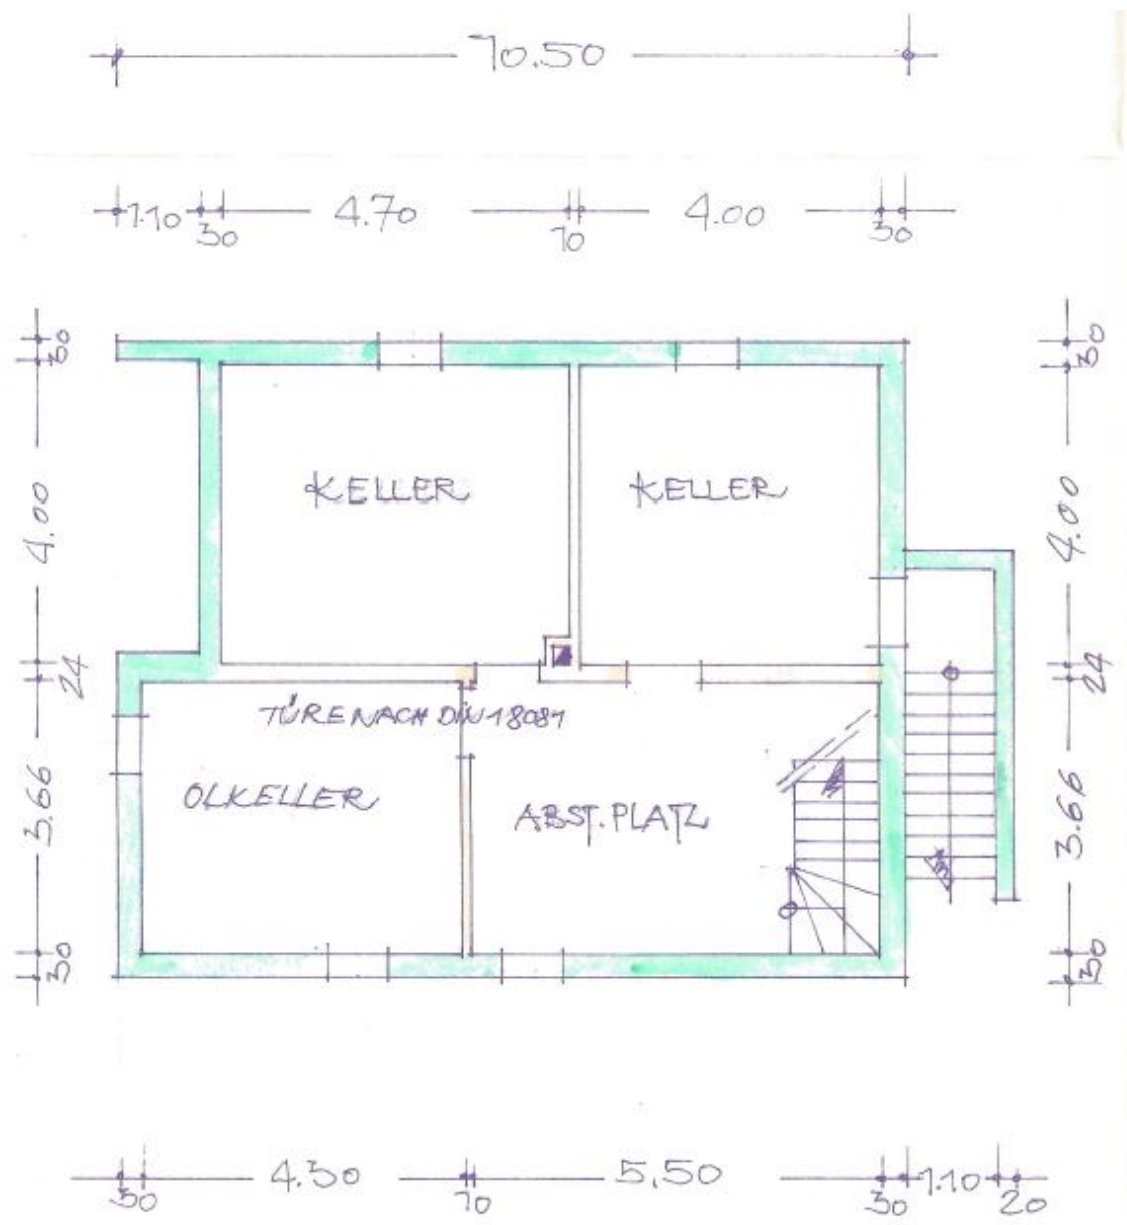 10.50
1.10 30 4.70 10 4.00 30
30 4.00 24 3.66 30
30 4.00 24 3.66 30
KELLER KELLER
TÜRE NACH DIN 18081
ÖLKELLER
ABST. PLATZ
30 4.30 10 5,50 30 1.10 20